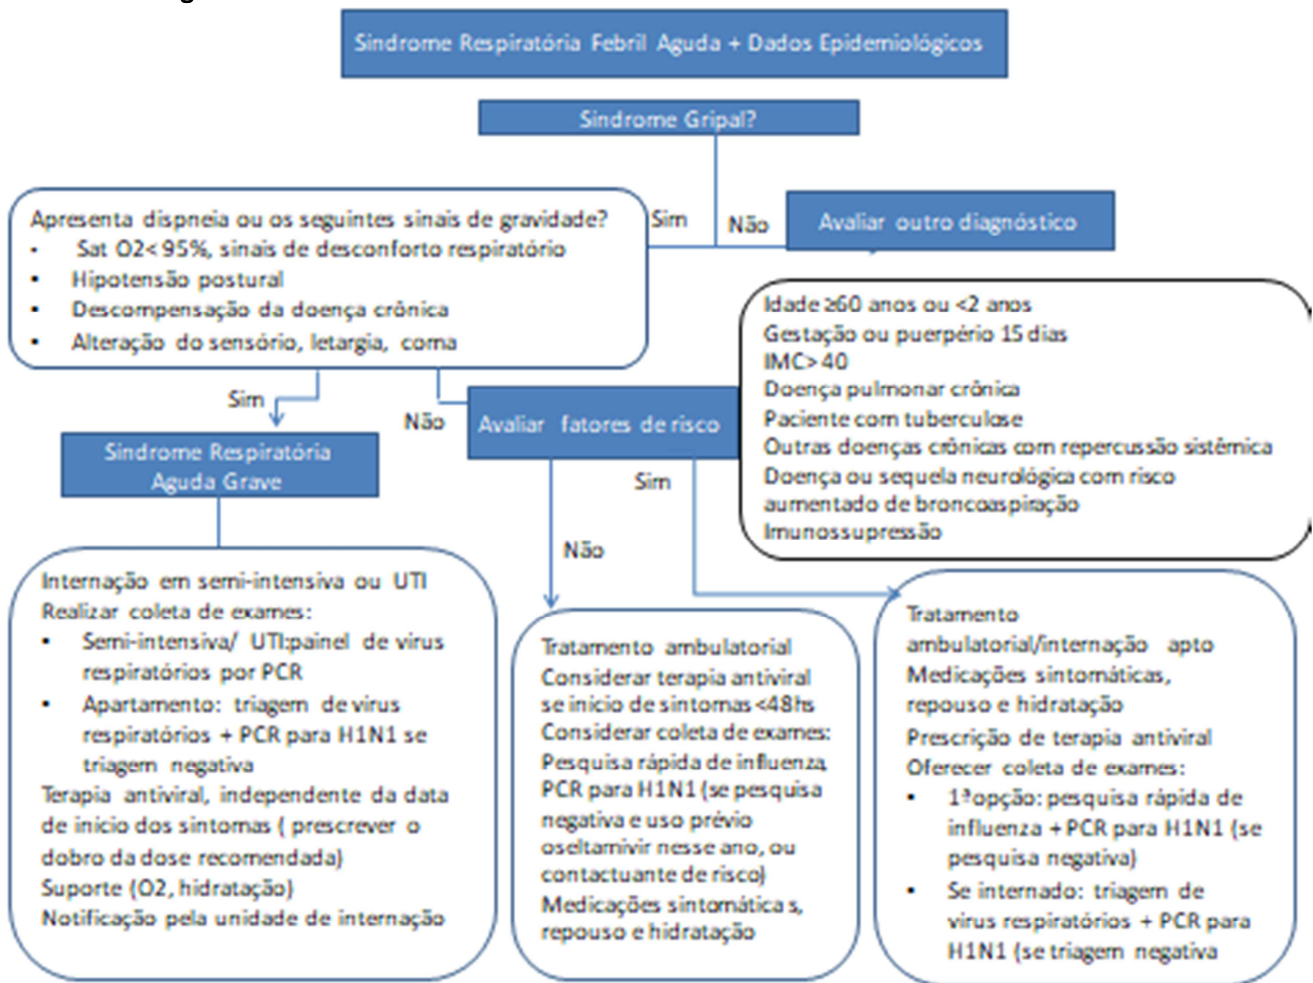 Sindrome Respiratória Febril Aguda + Dados Epidemiológicos
Sindrome Gripal?
Apresenta dispneia ou os seguintes sinais de gravidade?
• Sat O2< 95%, sinais de desconforto respiratório
▪ Hipotensão postural
▪ Descompensação da doença crônica
▪ Alteração do sensório, letargia, coma
Sim
Não
Avaliar outro diagnóstico
Idade ≥60 anos ou <2 anos
Gestação ou puerpério 15 dias
IMC> 40
Doença pulmonar crônica
Paciente com tuberculose
Outras doenças crônicas com repercussão sistêmica
Doença ou sequela neurológica com risco
aumentado de broncoaspiração
Imunossupressão
Sim
Não
Avaliar fatores de risco
Sindrome Respiratória
Aguda Grave
Sim
Não
Internação em semi-intensiva ou UTI
Realizar coleta de exames:
▪ Semi-intensiva/ UTI:painel de vírus
respiratórios por PCR
▪ Apartamento: triagem de vírus
respiratórios + PCR para H1N1 se
triagem negativa
Terapia antiviral, independente da data
de início dos sintomas ( prescrever o
dobro da dose recomendada)
Suporte (O2, hidratação)
Notificação pela unidade de internação
Tratamento ambulatorial
Considerar terapia antiviral
se início de sintomas <48hs
Considerar coleta de exames:
Pesquisa rápida de influenza,
PCR para H1N1 (se pesquisa
negativa e uso prévio
oseltamivir nesse ano, ou
contactuante de risco)
Medicações sintomática s,
repouso e hidratação
Tratamento
ambulatorial/internação apto
Medicações sintomáticas,
repouso e hidratação
Prescrição de terapia antiviral
Oferecer coleta de exames:
▪ 1ªopção: pesquisa rápida de
influenza + PCR para H1N1 (se
pesquisa negativa)
▪ Se internado: triagem de
vírus respiratórios + PCR para
H1N1 (se triagem negativa